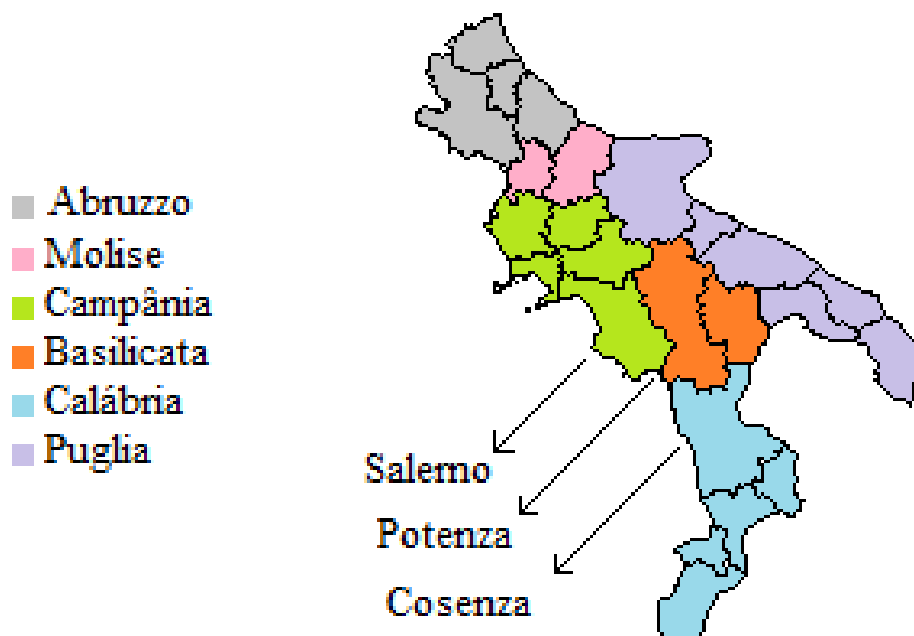 Abruzzo
Molise
Campânia
Basilicata
Calábria
Puglia
Salerno
Potenza
Cosenza